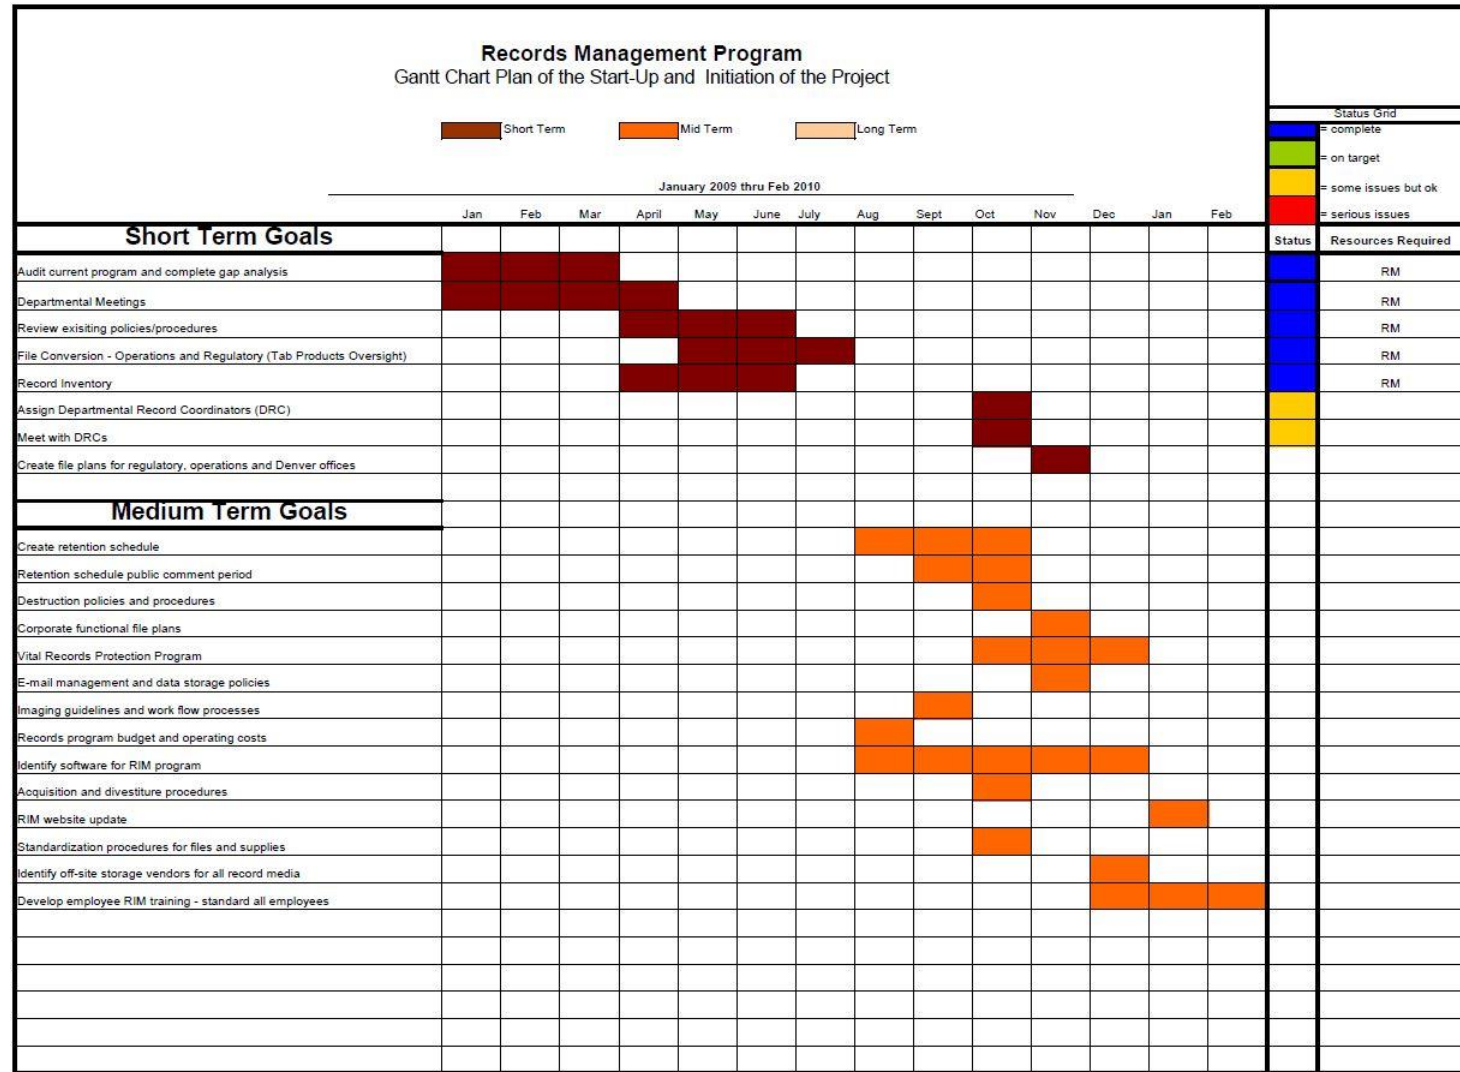 Records Management Program
Gantt Chart Plan of the Start-Up and Initiation of the Project
Short Term Mid Term Long Term
Status Grid
= complete
= on target
= some issues but ok
= serious issues
January 2009 thru Feb 2010
Jan Feb Mar April May June July Aug Sept Oct Nov Dec Jan Feb
Short Term Goals Status Resources Required
Audit current program and complete gap analysis RM
Departmental Meetings RM
Review exisiting policies/procedures RM
File Conversion - Operations and Regulatory (Tab Products Oversight) RM
Record Inventory RM
Assign Departmental Record Coordinators (DRC)
Meet with DRCs
Create file plans for regulatory, operations and Denver offices
Medium Term Goals
Create retention schedule
Retention schedule public comment period
Destruction policies and procedures
Corporate functional file plans
Vital Records Protection Program
E-mail management and data storage policies
Imaging guidelines and work flow processes
Records program budget and operating costs
Identify software for RIM program
Acquisition and divestiture procedures
RIM website update
Standardization procedures for files and supplies
Identify off-site storage vendors for all record media
Develop employee RIM training - standard all employees